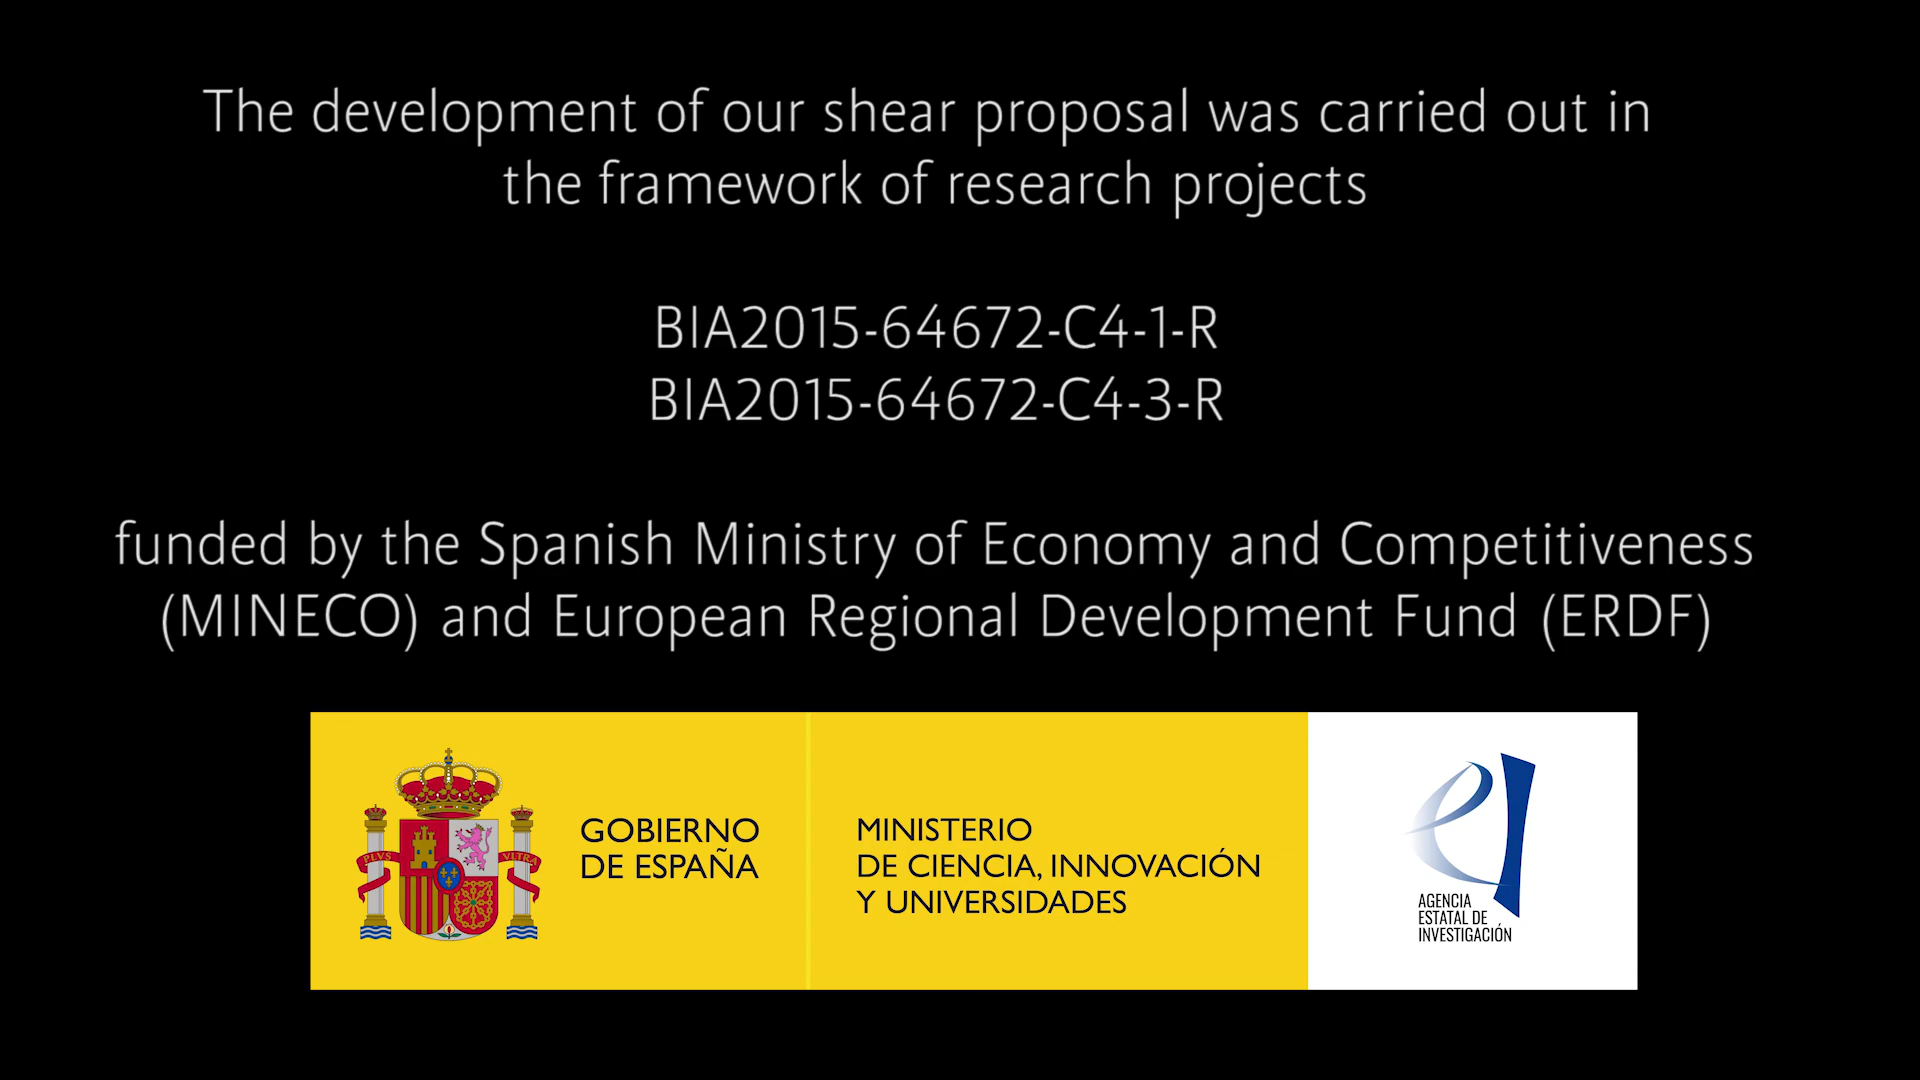 The development of our shear proposal was carried out in
the framework of research projects
BIA2015-64672-C4-1-R
BIA2015-64672-C4-3-R
funded by the Spanish Ministry of Economy and Competitiveness
(MINECO) and European Regional Development Fund (ERDF)
PLVS VLTRA
GOBIERNO
DE ESPAÑA
MINISTERIO
DE CIENCIA, INNOVACIÓN
Y UNIVERSIDADES
AGENCIA
ESTATAL DE
INVESTIGACIÓN